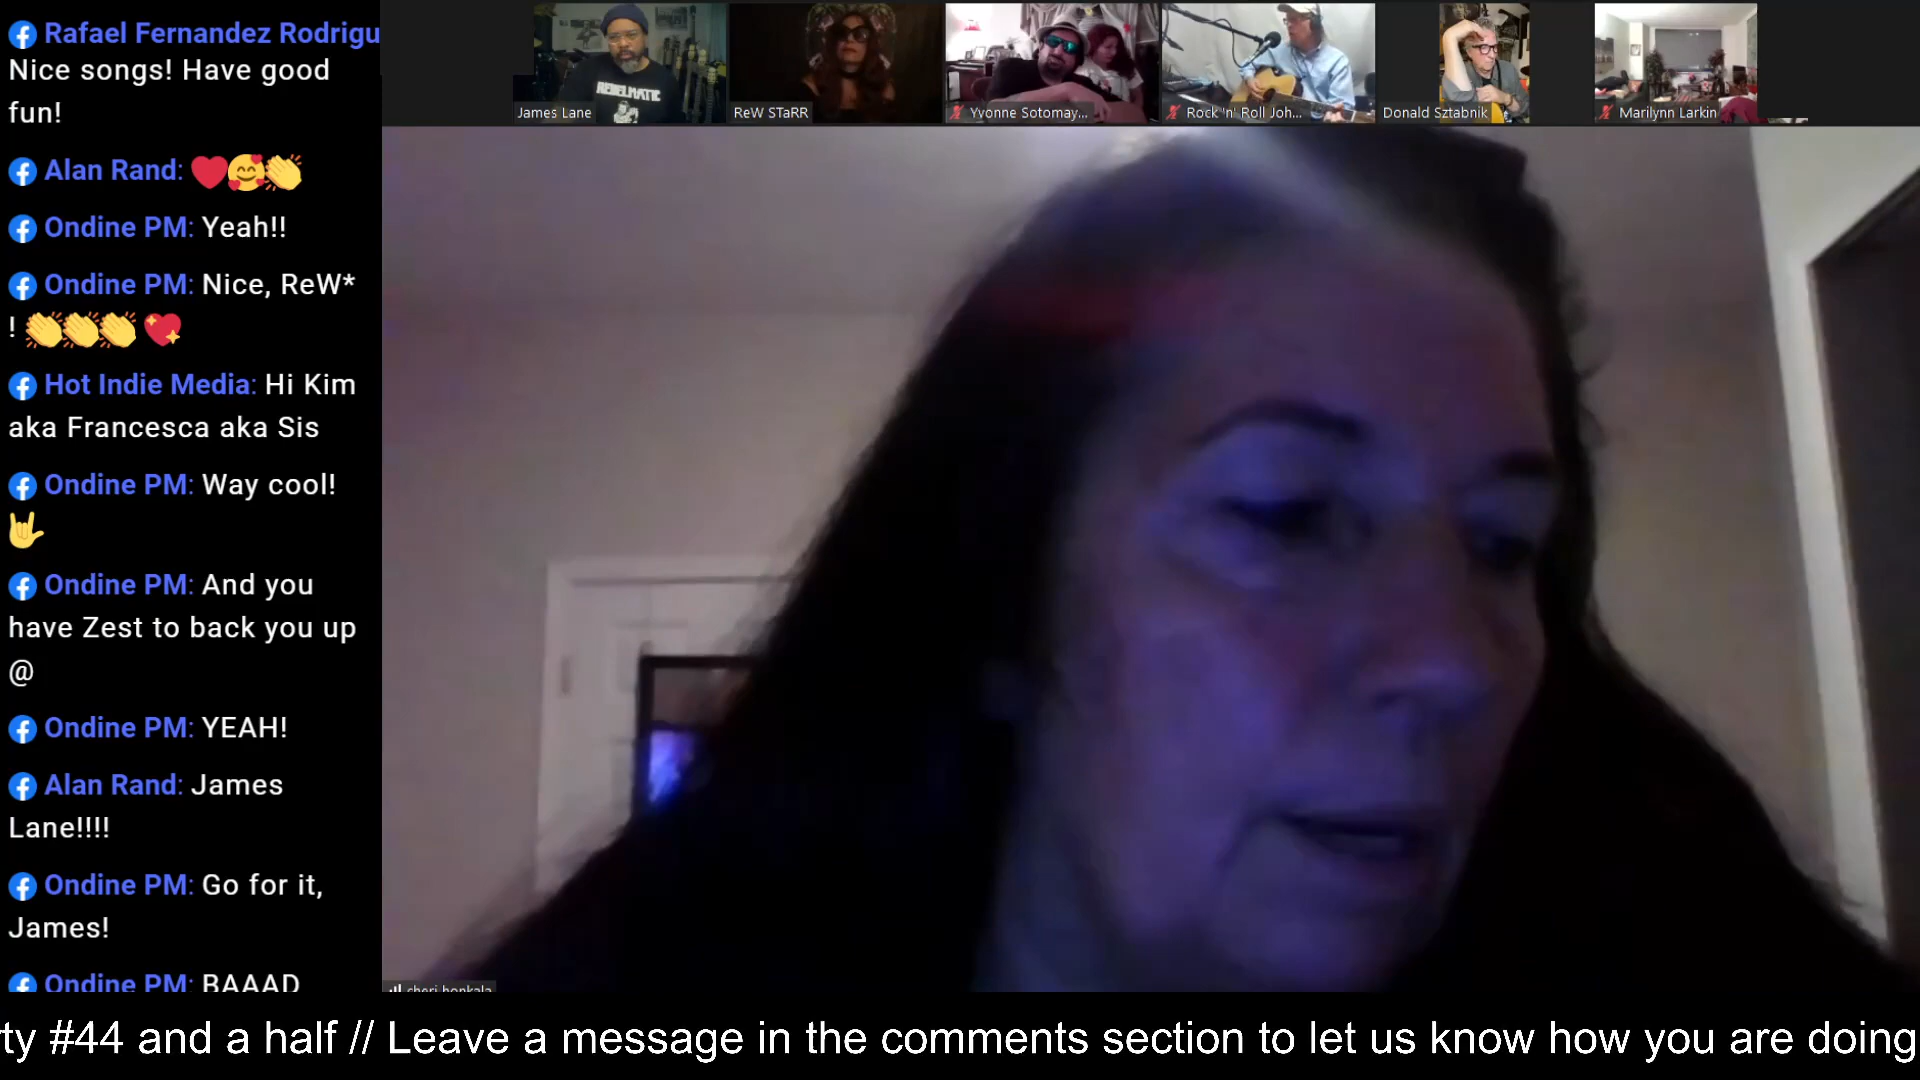 Rafael Fernandez Rodrigu
Nice songs! Have good
fun!
Alan Rand:
Ondine PM: Yeah!!
Ondine PM: Nice, ReW*
!
Hot Indie Media: Hi Kim
aka Francesca aka Sis
Ondine PM: Way cool!
Ondine PM: And you
have Zest to back you up
@
Ondine PM: YEAH!
Alan Rand: James
Lane!!!!
Ondine PM: Go for it,
James!
Ondine PM: BAAAD
REBELMATIC
James Lane
ReW STaRR
Yvonne Sotomay...
Rock 'n' Roll Joh...
Donald Sztabnik
Marilynn Larkin
cheri honkala
ty #44 and a half // Leave a message in the comments section to let us know how you are doing